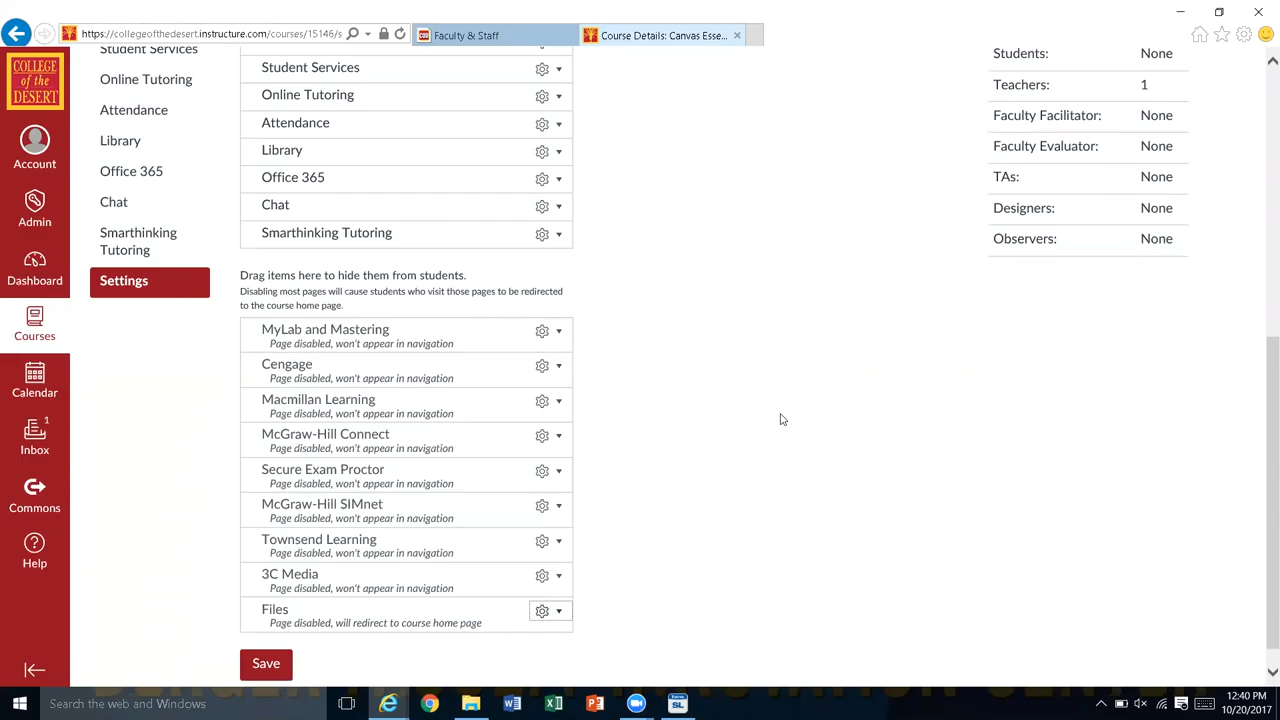 https://collegeofthedesert.instructure.com/courses/15146/s
Faculty & Staff
Course Details: Canvas Esse...
COLLEGE
of the
DESERT
Account
Admin
Dashboard
Courses
Calendar
1
Inbox
Commons
Help
Student Services
Online Tutoring
Attendance
Library
Office 365
Chat
Smarthinking
Tutoring
Settings
Student Services
Online Tutoring
Attendance
Library
Office 365
Chat
Smarthinking Tutoring
Drag items here to hide them from students.
Disabling most pages will cause students who visit those pages to be redirected
to the course home page.
MyLab and Mastering
Page disabled, won't appear in navigation
Cengage
Page disabled, won't appear in navigation
Macmillan Learning
Page disabled, won't appear in navigation
McGraw-Hill Connect
Page disabled, won't appear in navigation
Secure Exam Proctor
Page disabled, won't appear in navigation
McGraw-Hill SIMnet
Page disabled, won't appear in navigation
Townsend Learning
Page disabled, won't appear in navigation
3C Media
Page disabled, won't appear in navigation
Files
Page disabled, will redirect to course home page
Save
Students: None
Teachers: 1
Faculty Facilitator: None
Faculty Evaluator: None
TAs: None
Designers: None
Observers: None
Search the web and Windows
SL
12:40 PM
10/20/2017